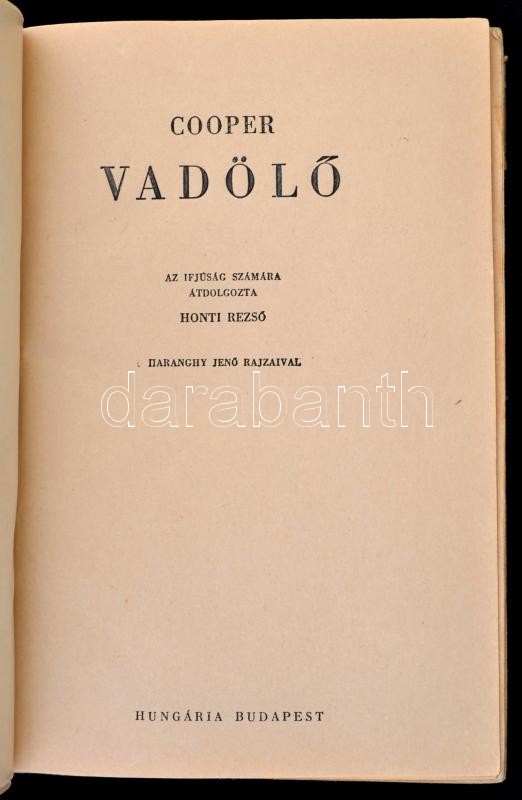 COOPER
VADÖLŐ
AZ IFJÚSÁG SZÁMÁRA
ÁTDOLGOZTA
HONTI REZSŐ
HARANGHY JENŐ RAJZAIVAL
darabanth
HUNGÁRIA BUDAPEST